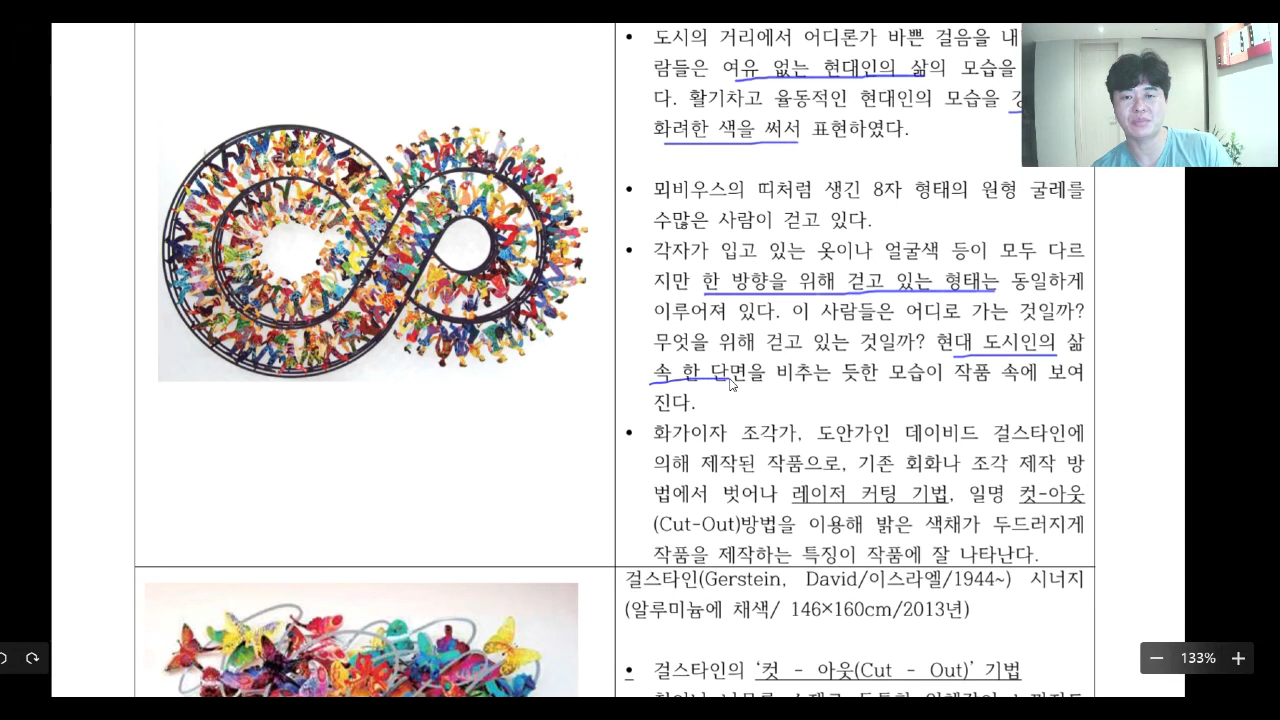 • 도시의 거리에서 어디론가 바쁜 걸음을 내
람들은 여유 없는 현대인의 삶의 모습을
다. 활기차고 율동적인 현대인의 모습을
화려한 색을 써서 표현하였다.
• 뫼비우스의 띠처럼 생긴 8자 형태의 원형 굴레를
수많은 사람이 걷고 있다.
• 각자가 입고 있는 옷이나 얼굴색 등이 모두 다르
지만 한 방향을 위해 걷고 있는 형태는 동일하게
이루어져 있다. 이 사람들은 어디로 가는 것일까?
무엇을 위해 걷고 있는 것일까? 현대 도시인의 삶
속 한 단면을 비추는 듯한 모습이 작품 속에 보여
진다.
• 화가이자 조각가, 도안가인 데이비드 걸스타인에
의해 제작된 작품으로, 기존 회화나 조각 제작 방
법에서 벗어나 레이저 커팅 기법, 일명 컷-아웃
(Cut-Out)방법을 이용해 밝은 색채가 두드러지게
작품을 제작하는 특징이 작품에 잘 나타난다.
걸스타인(Gerstein, David/이스라엘/1944~) 시너지
(알루미늄에 채색/ 146×160cm/2013년)
• 걸스타인의 ‘컷 - 아웃(Cut - Out)’ 기법
133%